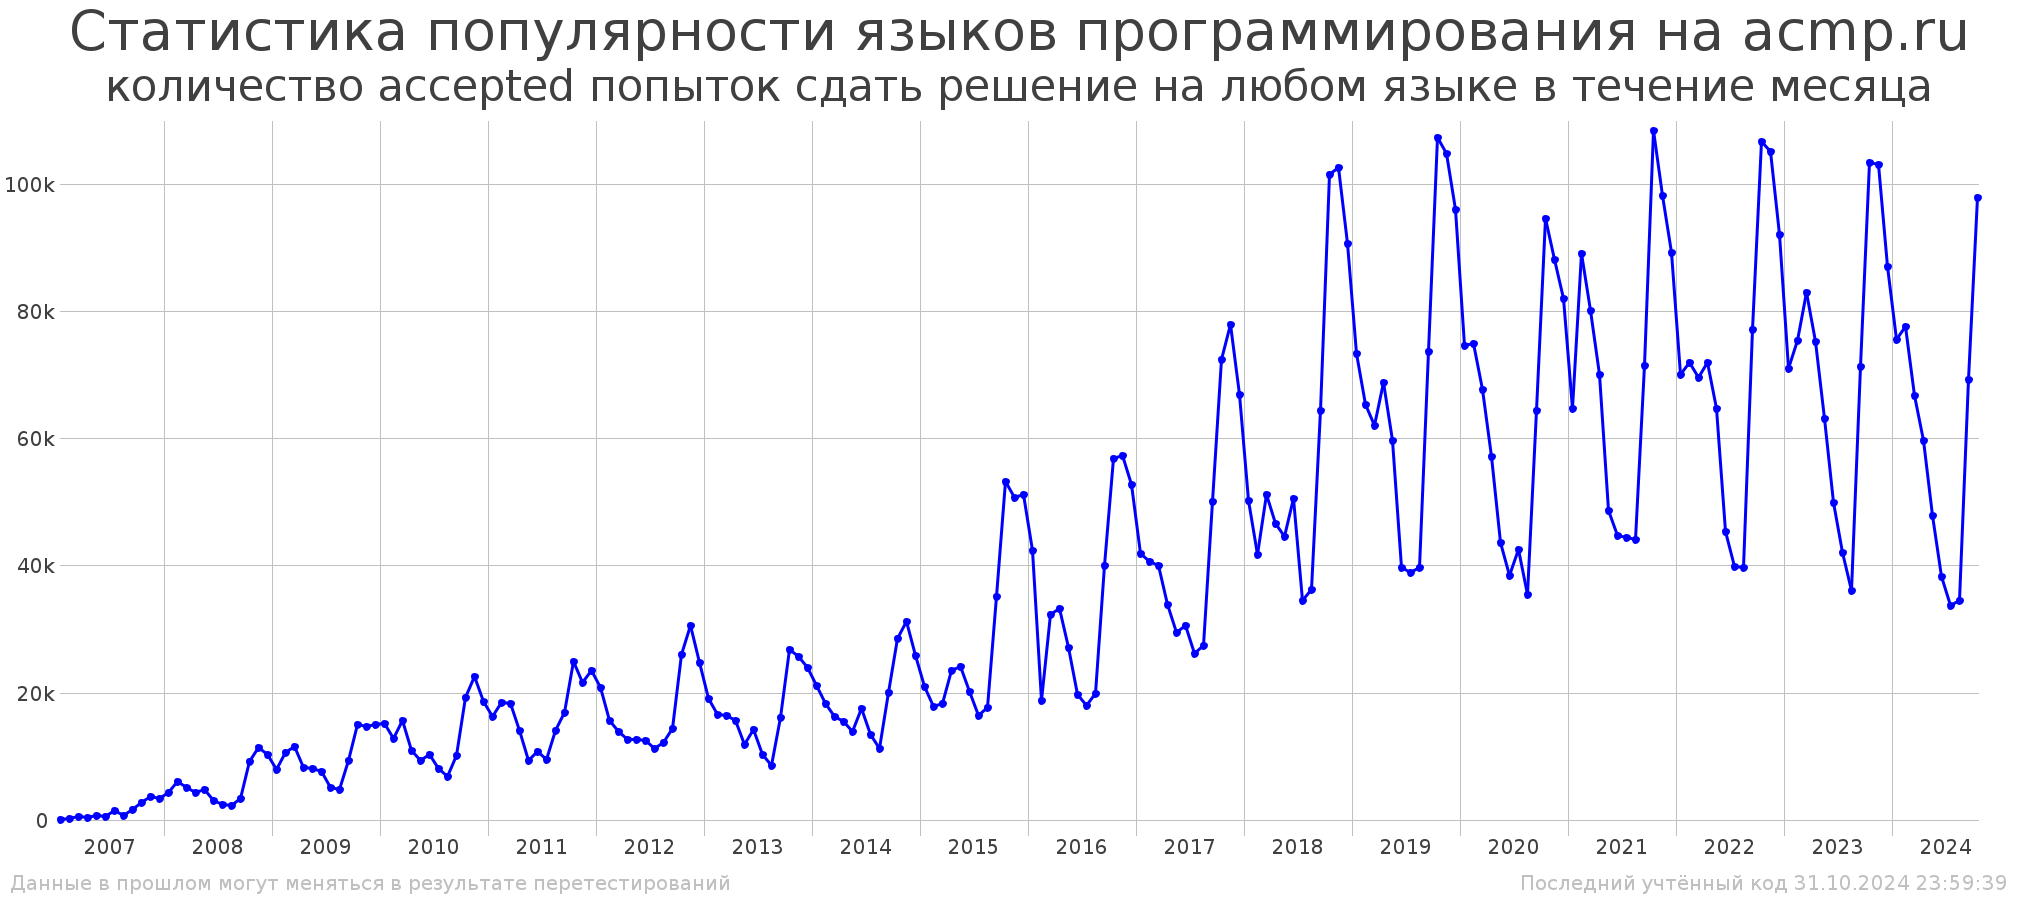 Статистика популярности языков программирования на acmp.ru
количество accepted попыток сдать решение на любом языке в течение месяца
100k
80k
60k
40k
20k
0
2007 2008 2009 2010 2011 2012 2013 2014 2015 2016 2017 2018 2019 2020 2021 2022 2023 2024
Данные в прошлом могут меняться в результате перетестирований
Последний учтённый код 31.10.2024 23:59:39